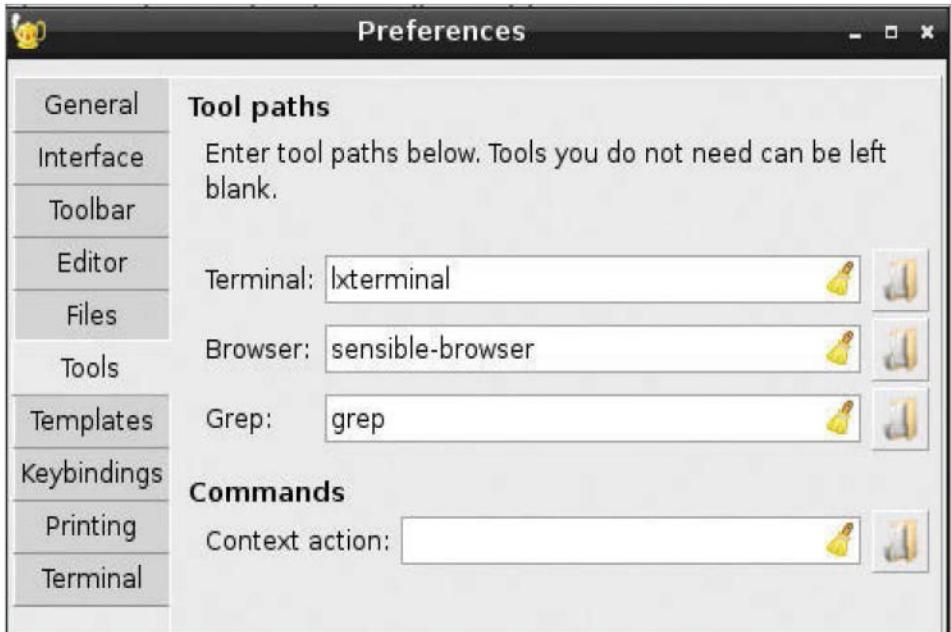 Preferences
General
Interface
Toolbar
Editor
Files
Tools
Templates
Keybindings
Printing
Terminal
Tool paths
Enter tool paths below. Tools you do not need can be left
blank.
Terminal: lxterminal
Browser: sensible-browser
Grep: grep
Commands
Context action: